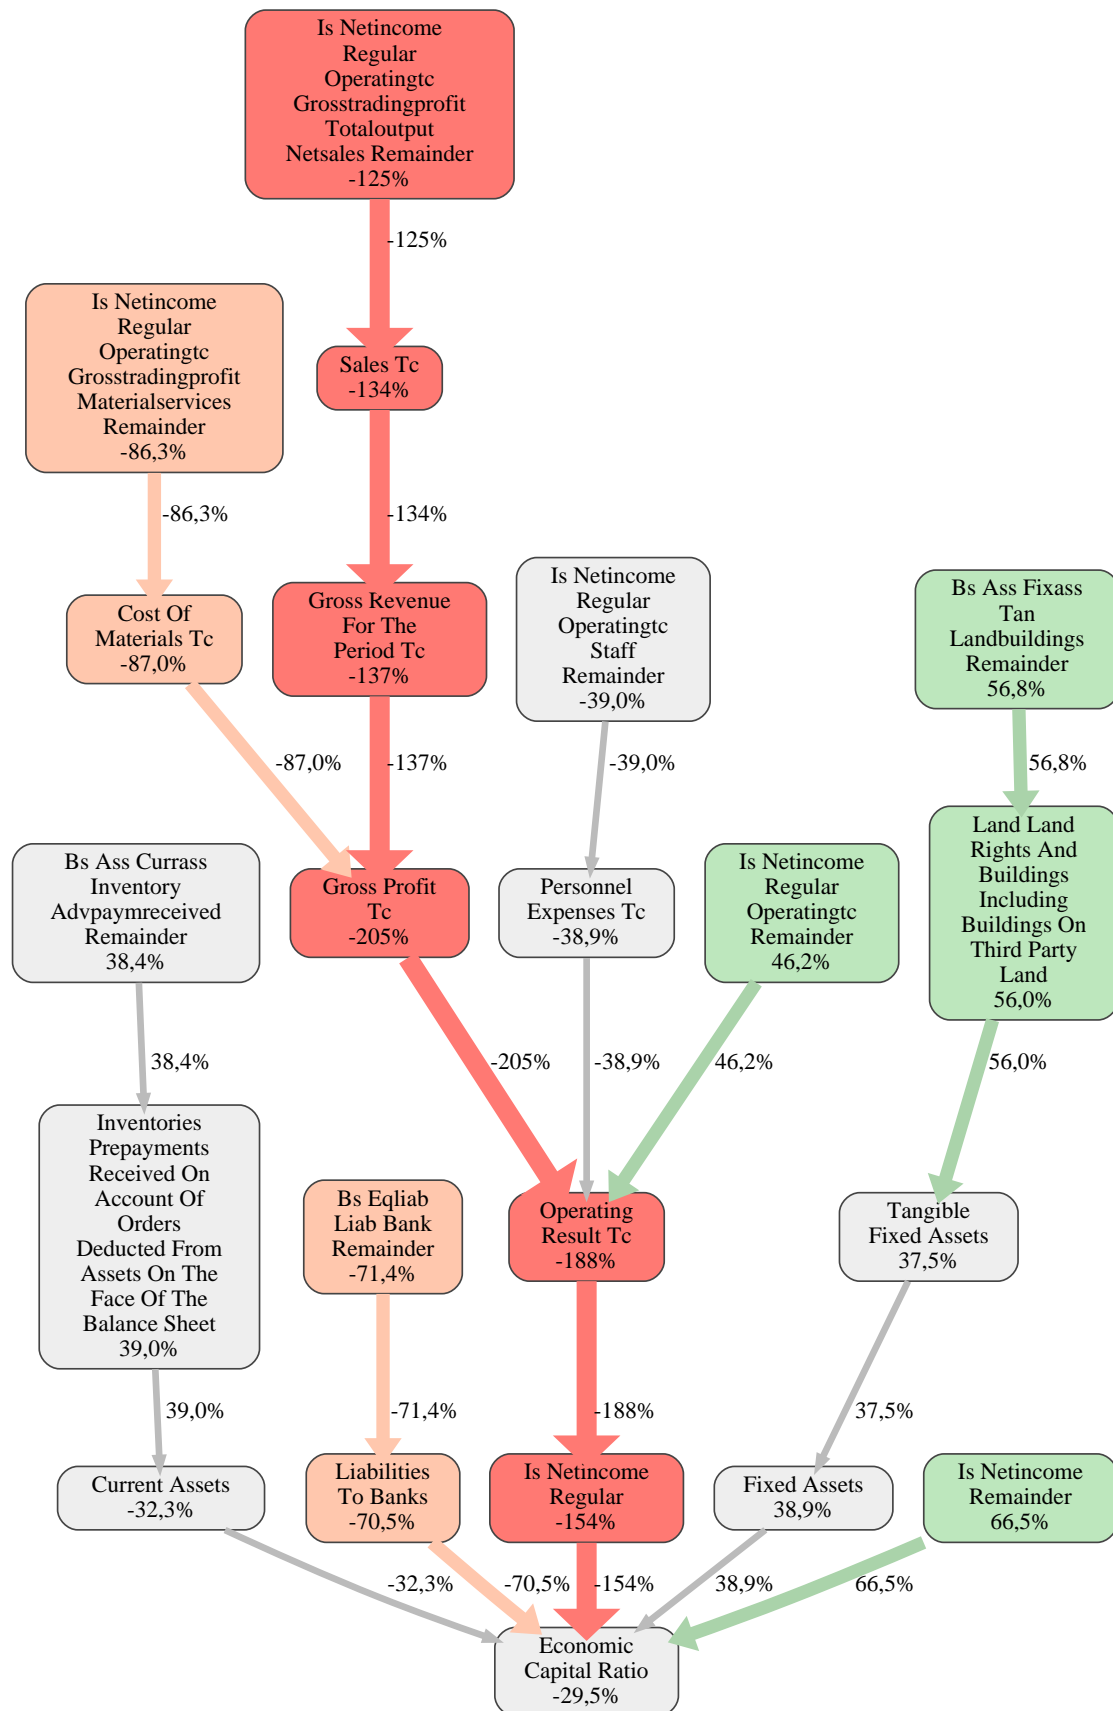 Is Netincome
Regular
Operatingtc
Grosstradingprofit
Totaloutput
Netsales Remainder
-125%
-125%
Is Netincome
Regular
Operatingtc
Grosstradingprofit
Materialservices
Remainder
-86,3%
Sales Tc
-134%
-86,3%
-134%
Cost Of
Materials Tc
-87,0%
Gross Revenue
For The
Period Tc
-137%
Is Netincome
Regular
Operatingtc
Staff
Remainder
-39,0%
Bs Ass Fixass
Tan
Landbuildings
Remainder
56,8%
-87,0%
-137%
-39,0%
56,8%
Bs Ass Currass
Inventory
Advpaymreceived
Remainder
38,4%
Gross Profit
Tc
-205%
Personnel
Expenses Tc
-38,9%
Is Netincome
Regular
Operatingtc
Remainder
46,2%
Land Land
Rights And
Buildings
Including
Buildings On
Third Party
Land
56,0%
38,4%
-205%
-38,9%
46,2%
56,0%
Inventories
Prepayments
Received On
Account Of
Orders
Deducted From
Assets On The
Face Of The
Balance Sheet
39,0%
Bs Eqliab
Liab Bank
Remainder
-71,4%
Operating
Result Tc
-188%
Tangible
Fixed Assets
37,5%
39,0%
-71,4%
-188%
37,5%
Current Assets
-32,3%
Liabilities
To Banks
-70,5%
Is Netincome
Regular
-154%
Fixed Assets
38,9%
Is Netincome
Remainder
66,5%
-32,3%
-70,5%
-154%
38,9%
66,5%
Economic
Capital Ratio
-29,5%